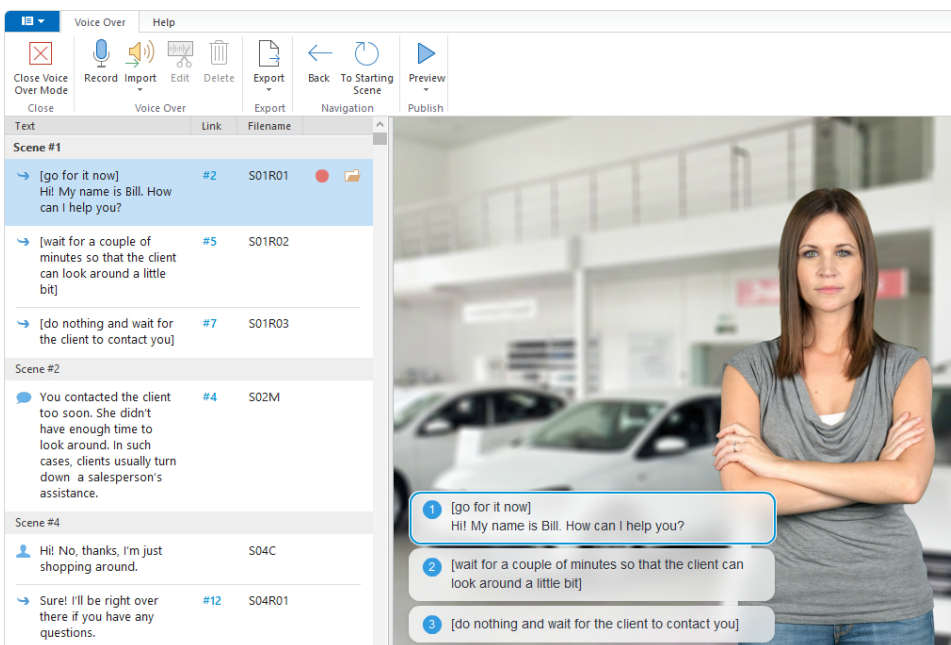 Voice Over
Help
Close Voice
Over Mode
Record
Import
Edit
Delete
Export
Back
To Starting
Scene
Preview
Close
Voice Over
Export
Navigation
Publish
Text
Link
Filename
Scene #1
[go for it now]
#2
S01R01
Hi! My name is Bill. How
can I help you?
[wait for a couple of
#5
S01R02
minutes so that the client
can look around a little
bit]
[do nothing and wait for
#7
S01R03
the client to contact you]
Scene #2
You contacted the client
#4
S02M
too soon. She didn't
have enough time to
look around. In such
cases, clients usually turn
down a salesperson's
assistance.
Scene #4
Hi! No, thanks, I'm just
S04C
shopping around.
Sure! I'll be right over
#12
S04R01
there if you have any
questions.
1
[go for it now]
Hi! My name is Bill. How can I help you?
2
[wait for a couple of minutes so that the client can
look around a little bit]
3
[do nothing and wait for the client to contact you]